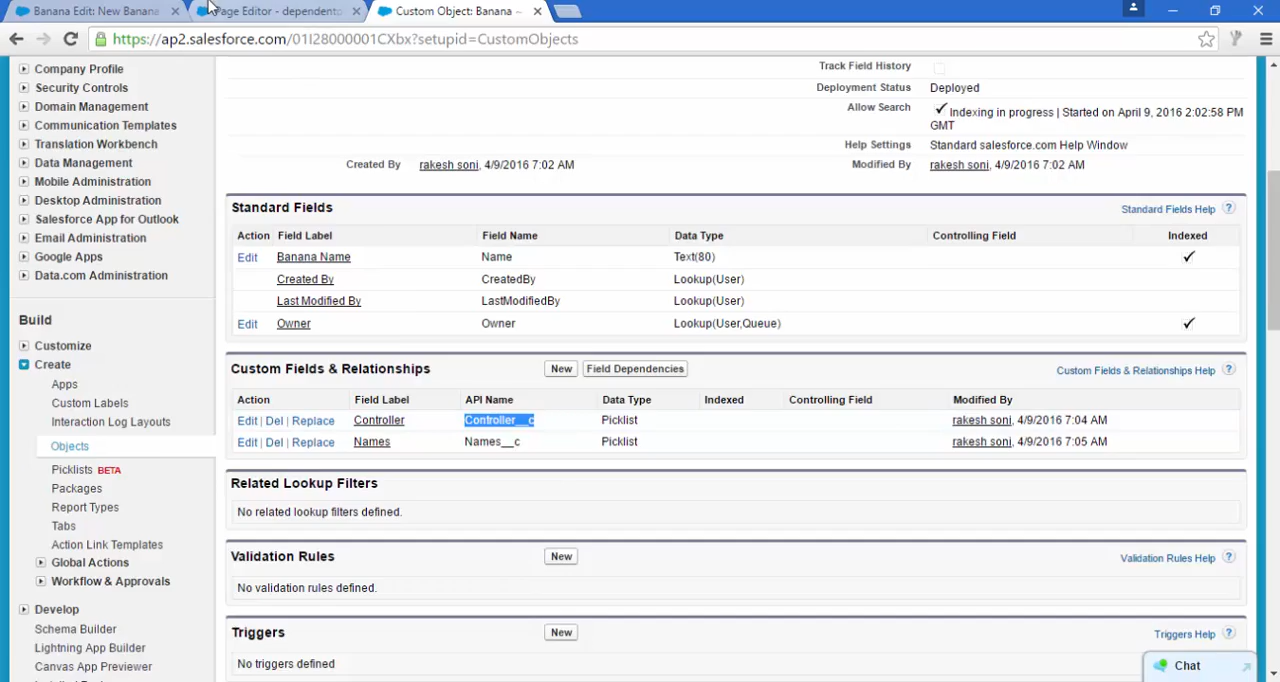 Banana Edit: New Banana
Page Editor - dependento
Custom Object: Banana ~
https://ap2.salesforce.com/01I28000001CXbx?setupid=CustomObjects
Company Profile
Security Controls
Domain Management
Communication Templates
Translation Workbench
Data Management
Mobile Administration
Desktop Administration
Salesforce App for Outlook
Email Administration
Google Apps
Data.com Administration
Build
Customize
Create
Apps
Custom Labels
Interaction Log Layouts
Objects
Picklists BETA
Packages
Report Types
Tabs
Action Link Templates
Global Actions
Workflow & Approvals
Develop
Schema Builder
Lightning App Builder
Canvas App Previewer
Track Field History
Deployment Status Deployed
Allow Search Indexing in progress | Started on April 9, 2016 2:02:58 PM
GMT
Help Settings Standard salesforce.com Help Window
Created By rakesh soni, 4/9/2016 7:02 AM Modified By rakesh soni, 4/9/2016 7:02 AM
Standard Fields Standard Fields Help ?
Action Field Label Field Name Data Type Controlling Field Indexed
Edit Banana Name Name Text(80)
Created By CreatedBy Lookup(User)
Last Modified By LastModifiedBy Lookup(User)
Edit Owner Owner Lookup(User,Queue)
Custom Fields & Relationships New Field Dependencies Custom Fields & Relationships Help ?
Action Field Label API Name Data Type Indexed Controlling Field Modified By
Edit | Del | Replace Controller Controller__c Picklist rakesh soni, 4/9/2016 7:04 AM
Edit | Del | Replace Names Names__c Picklist rakesh soni, 4/9/2016 7:05 AM
Related Lookup Filters
No related lookup filters defined.
Validation Rules New Validation Rules Help ?
No validation rules defined.
Triggers New Triggers Help ?
No triggers defined
Chat